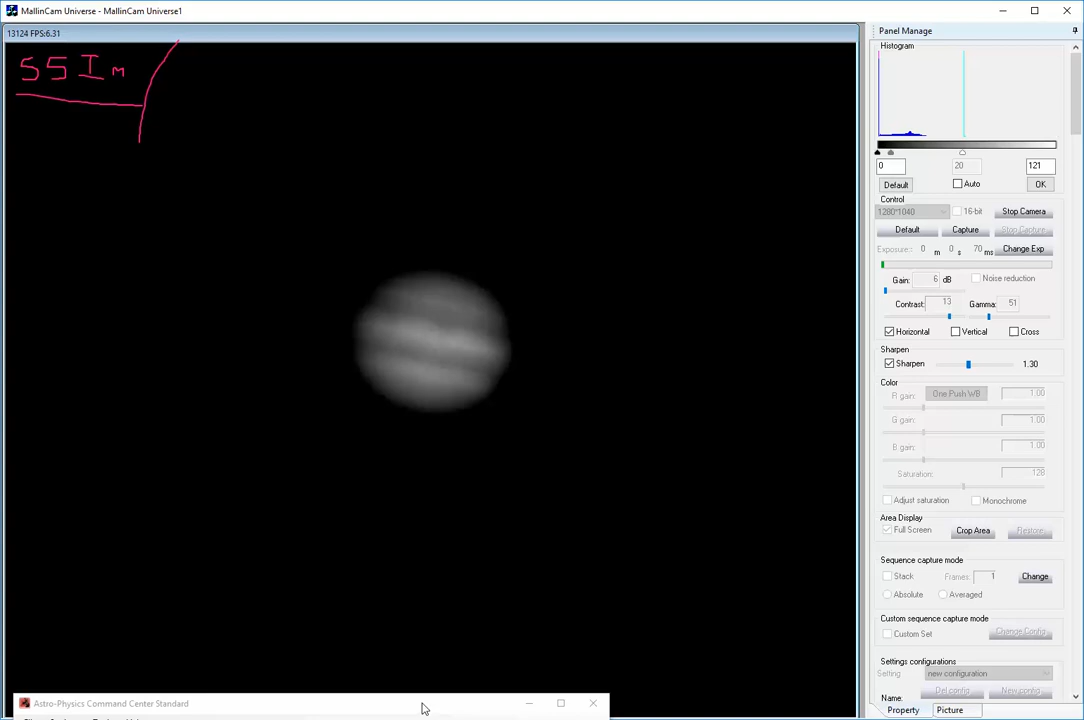 MallinCam Universe - MallinCam Universe1
13124 FPS:6.31
55 Im
Panel Manage
Histogram
0 20 121
Default Auto OK
Control
1280*1040 16-bit Stop Camera
Default Capture Stop Capture
Exposure: 0 m 0 s 70 ms Change Exp
Gain: 6 dB Noise reduction
Contrast: 13 Gamma: 51
Horizontal Vertical Cross
Sharpen
Sharpen 1.30
Color
R gain: One Push WB 1.00
G gain: 1.00
B gain: 1.00
Saturation: 128
Adjust saturation Monochrome
Area Display
Full Screen Crop Area Restore
Sequence capture mode
Stack Frames: 1 Change
Absolute Averaged
Custom sequence capture mode
Custom Set Change Config
Settings configurations
Setting new configuration
Name: Del config New config
Property Picture
Astro-Physics Command Center Standard